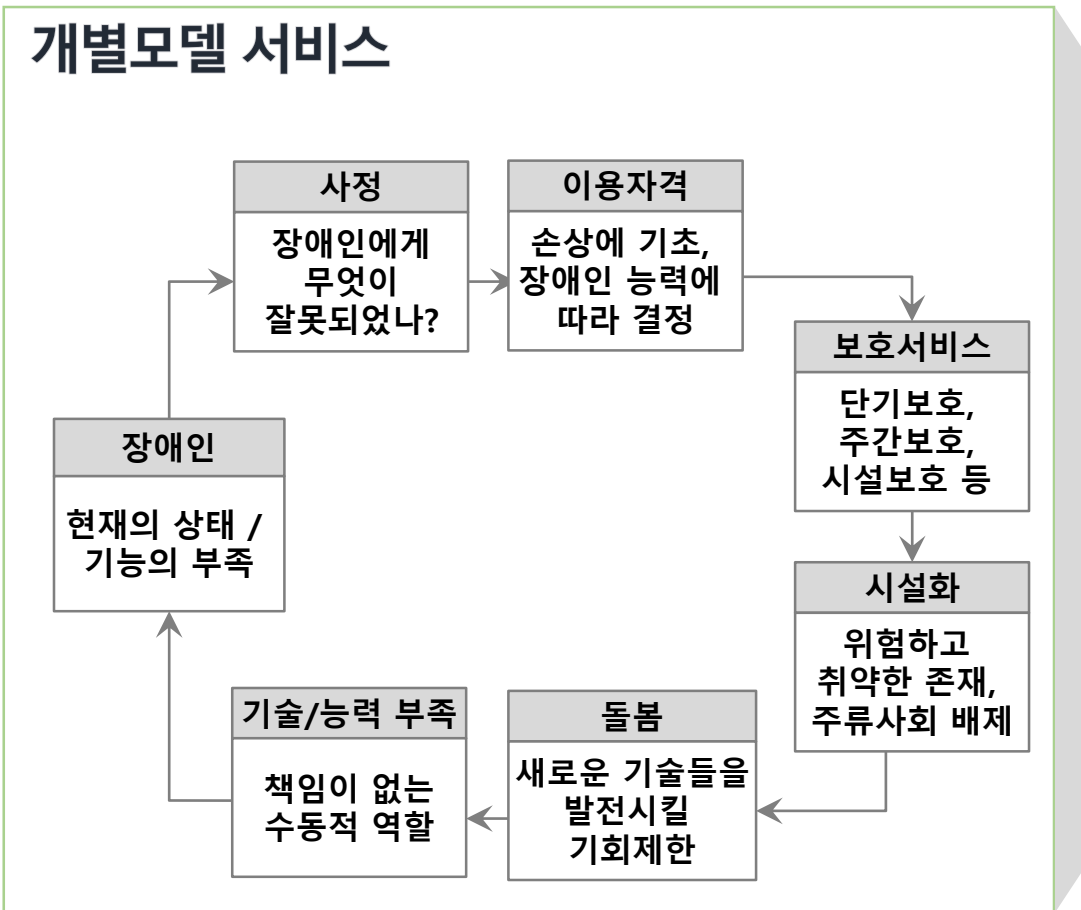 개별모델 서비스
사정
장애인에게
무엇이
잘못되었나?
이용자격
손상에 기초,
장애인 능력에
따라 결정
보호서비스
단기보호,
주간보호,
시설보호 등
시설화
위험하고
취약한 존재,
주류사회 배제
돌봄
새로운 기술들을
발전시킬
기회제한
기술/능력 부족
책임이 없는
수동적 역할
장애인
현재의 상태 /
기능의 부족